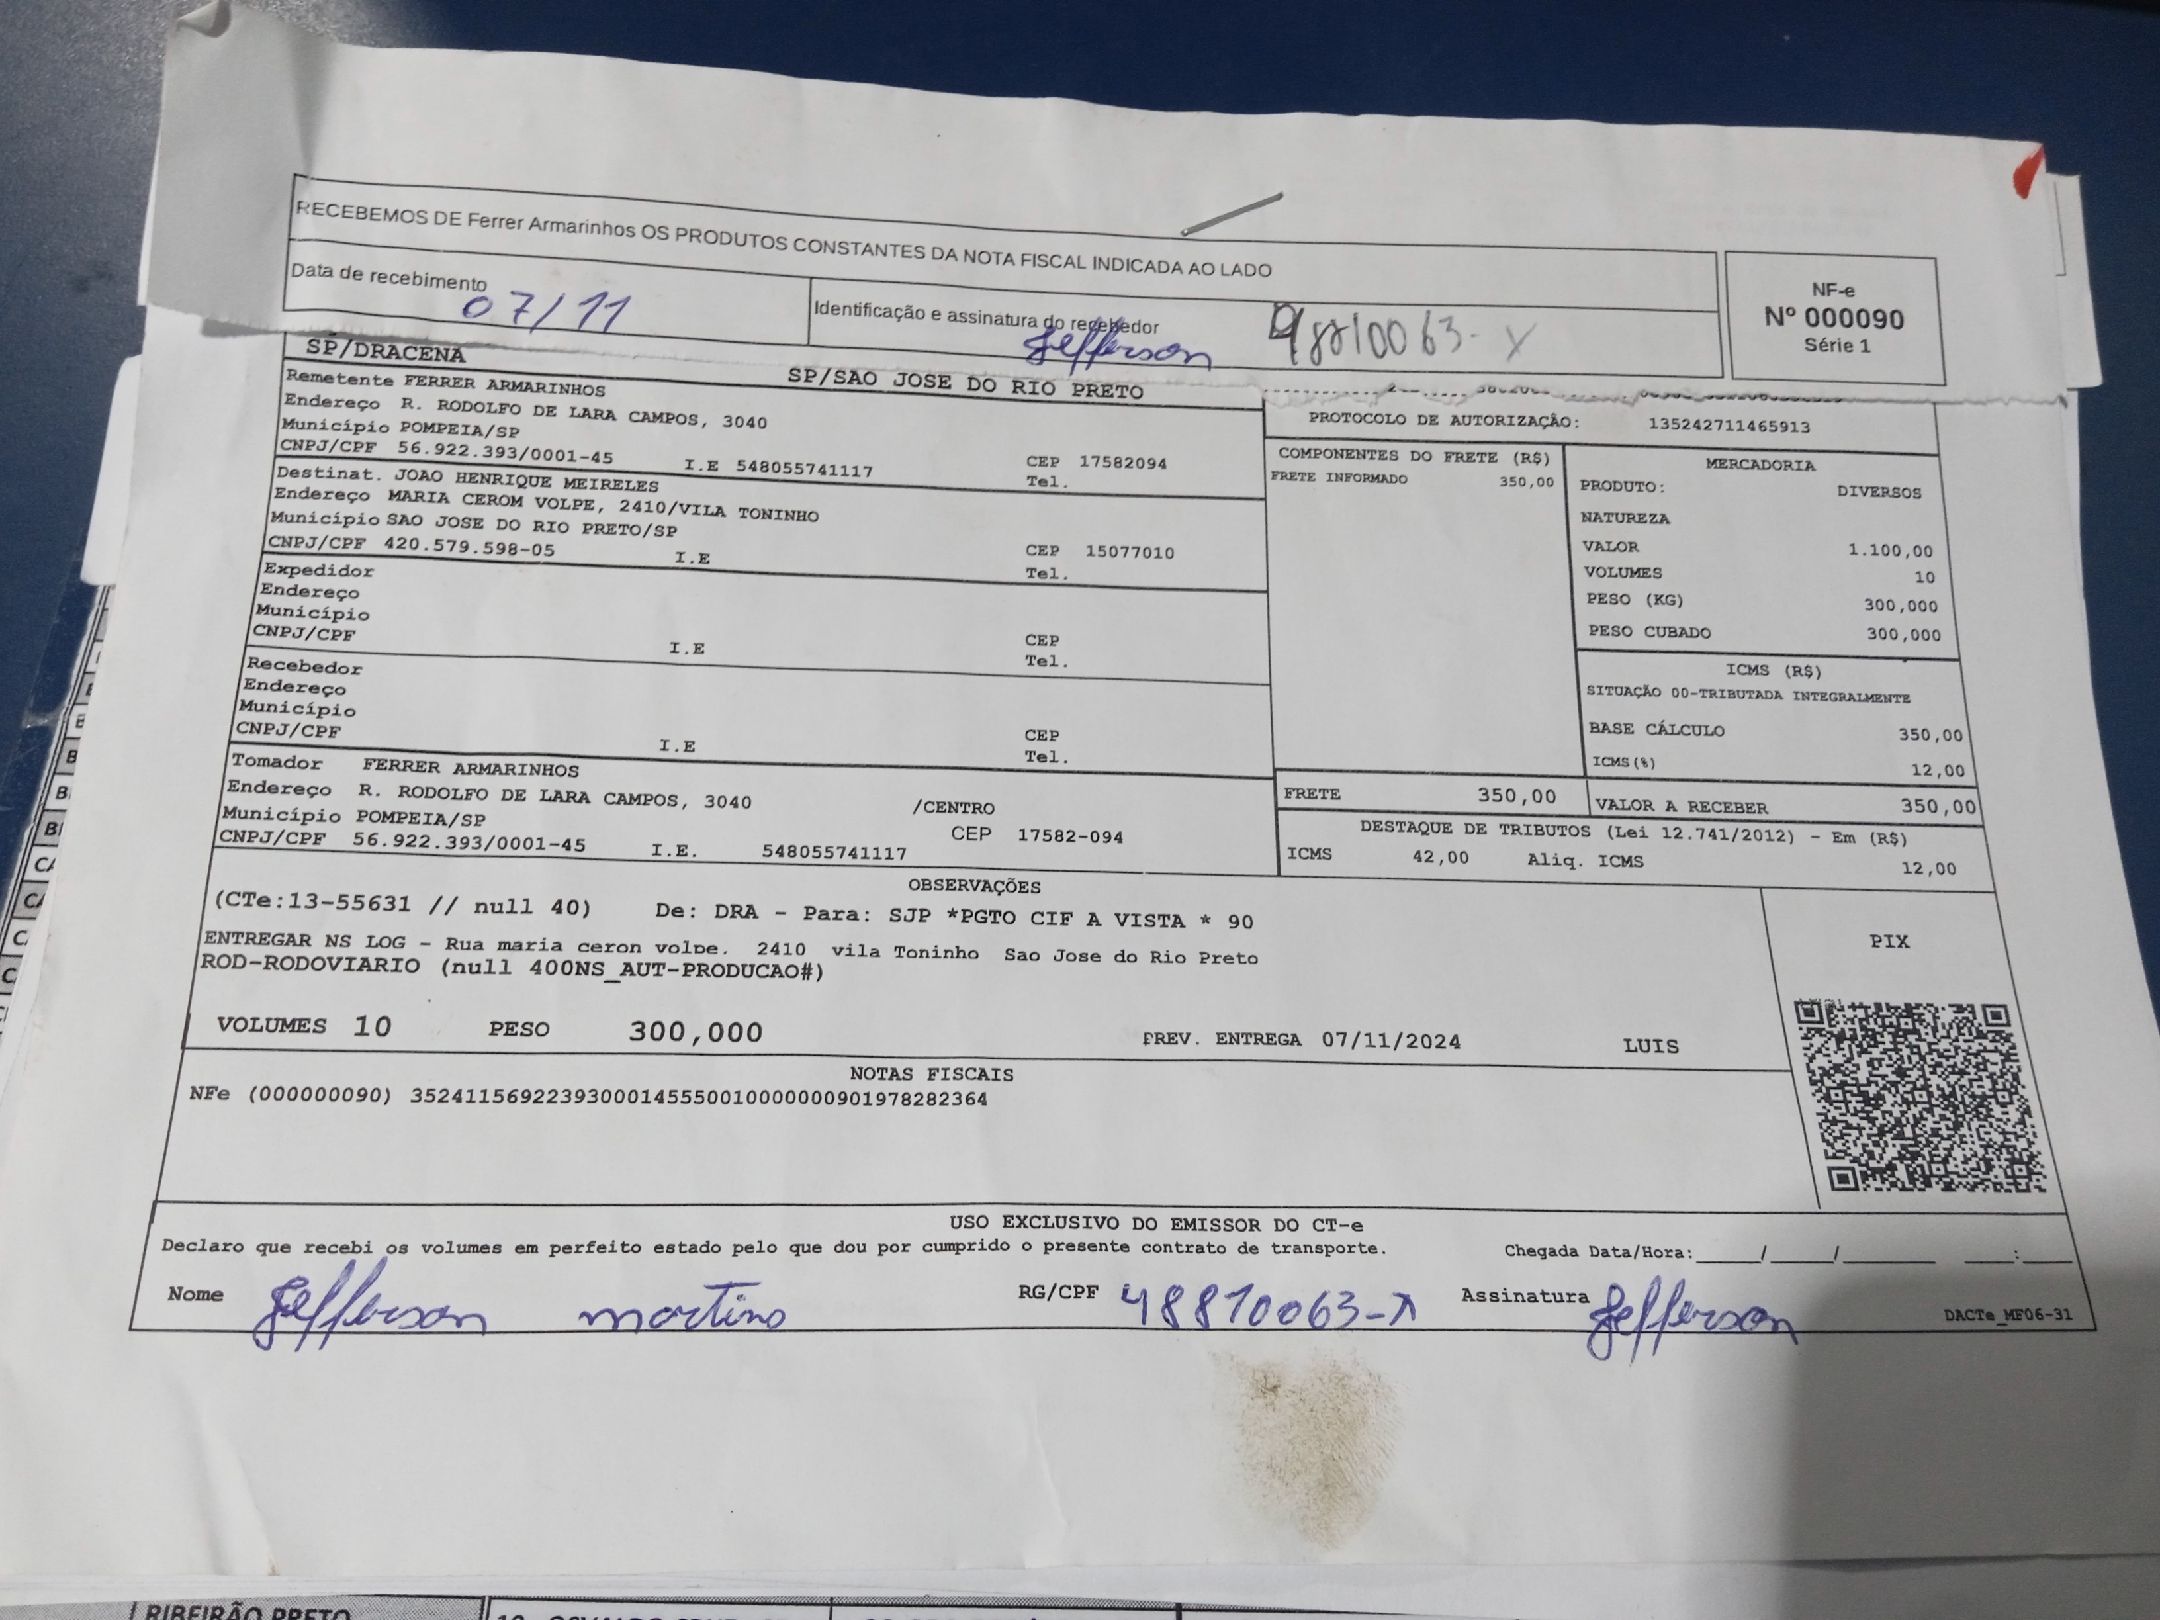 RECEBEMOS DE Ferrer Armarinhos OS PRODUTOS CONSTANTES DA NOTA FISCAL INDICADA AO LADO
Data de recebimento
07/11
Identificação e assinatura do recebedor
Jefferson
48810063-X
NF-e
Nº 000090
Série 1
SP/DRACENA
SP/SAO JOSE DO RIO PRETO
Remetente FERRER ARMARINHOS
Endereço R. RODOLFO DE LARA CAMPOS, 3040
Município POMPEIA/SP
CEP 17582094
CNPJ/CPF 56.922.393/0001-45 I.E 548055741117 Tel.
Destinat. JOAO HENRIQUE MEIRELES
Endereço MARIA CEROM VOLPE, 2410/VILA TONINHO
Município SAO JOSE DO RIO PRETO/SP CEP 15077010
CNPJ/CPF 420.579.598-05 I.E Tel.
Expedidor
Endereço
Município CEP
CNPJ/CPF I.E Tel.
Recebedor
Endereço
Município CEP
CNPJ/CPF I.E Tel.
Tomador FERRER ARMARINHOS
Endereço R. RODOLFO DE LARA CAMPOS, 3040 /CENTRO
Município POMPEIA/SP CEP 17582-094
CNPJ/CPF 56.922.393/0001-45 I.E. 548055741117
PROTOCOLO DE AUTORIZAÇÃO: 135242711465913
COMPONENTES DO FRETE (R$)
FRETE INFORMADO 350,00
MERCADORIA
PRODUTO: DIVERSOS
NATUREZA
VALOR 1.100,00
VOLUMES 10
PESO (KG) 300,000
PESO CUBADO 300,000
ICMS (R$)
SITUAÇÃO 00-TRIBUTADA INTEGRALMENTE
BASE CÁLCULO 350,00
ICMS(%) 12,00
FRETE 350,00 VALOR A RECEBER 350,00
DESTAQUE DE TRIBUTOS (Lei 12.741/2012) - Em (R$)
ICMS 42,00 Aliq. ICMS 12,00
OBSERVAÇÕES
(CTe:13-55631 // null 40) De: DRA - Para: SJP *PGTO CIF A VISTA * 90
ENTREGAR NS LOG - Rua maria ceron volpe. 2410 vila Toninho Sao Jose do Rio Preto
ROD-RODOVIARIO (null 400NS_AUT-PRODUCAO#)
PIX
VOLUMES 10 PESO 300,000 PREV. ENTREGA 07/11/2024 LUIS
NOTAS FISCAIS
NFe (000000090) 35241156922393000145550010000000901978282364
USO EXCLUSIVO DO EMISSOR DO CT-e
Declaro que recebi os volumes em perfeito estado pelo que dou por cumprido o presente contrato de transporte. Chegada Data/Hora:____/____/______ ___:___
Nome Jefferson martins RG/CPF 48810063-X Assinatura Jefferson
DACTe_MF06-31
RIBEIRÃO PRETO